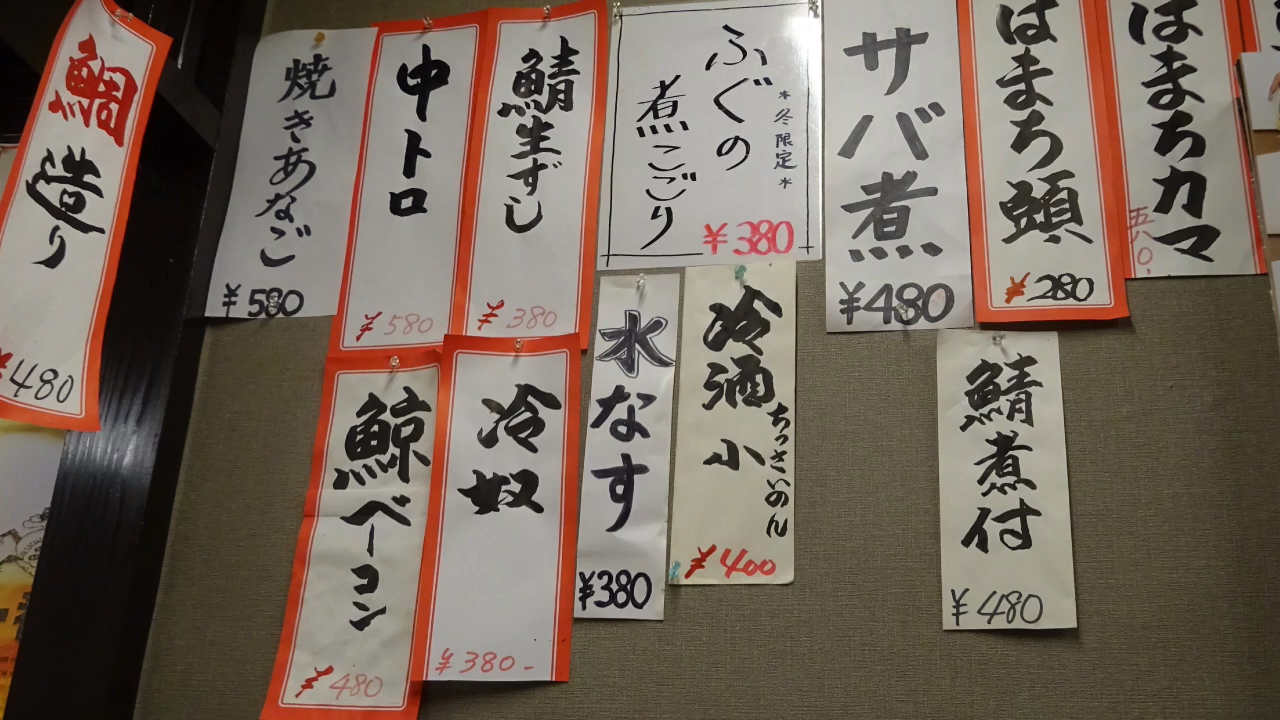 鯛造り
¥480
焼きあなご
¥580
中トロ
¥580
鯖生ずし
¥380
ふぐの
煮こごり
*冬限定*
¥380
サバ煮
¥480
はまち頭
¥280
はまちカマ
五八〇.
鯨ベーコン
¥480
冷奴
¥380-
水なす
¥380
冷酒 小
ちっさいのん
¥400
鯖煮付
¥480